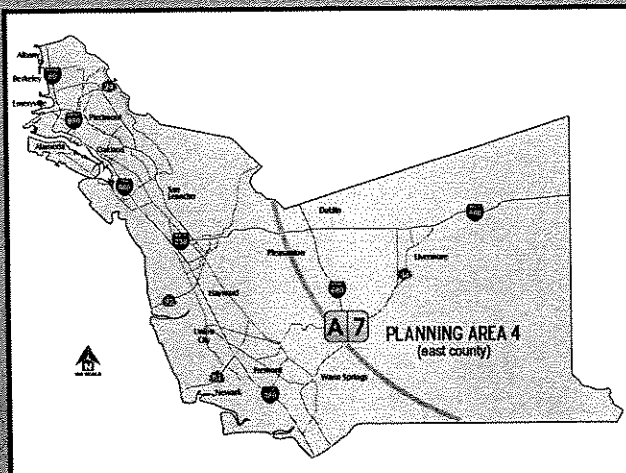 Albany
Berkeley
Emeryville
Piedmont
Alameda
Oakland
San
Leandro
Dublin
Pleasanton
Livermore
Hayward
A 7
PLANNING AREA 4
(east county)
Union
City
Fremont
Warm Springs
Newark
N